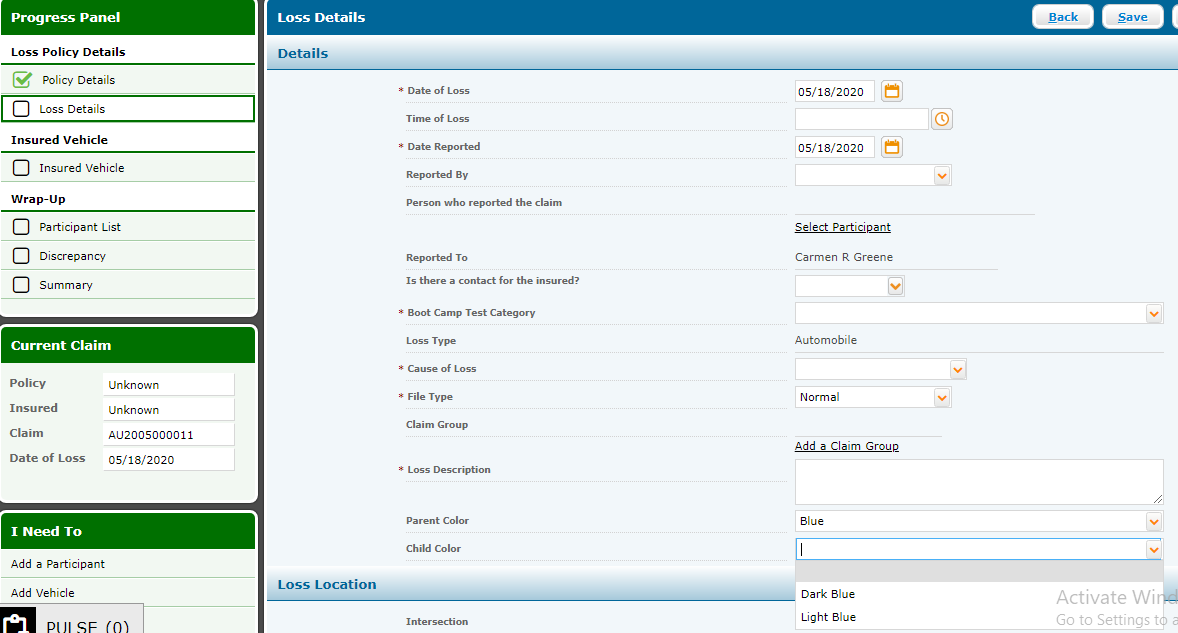 Progress Panel
Loss Policy Details
Policy Details
Loss Details
Insured Vehicle
Insured Vehicle
Wrap-Up
Participant List
Discrepancy
Summary
Current Claim
Policy Unknown
Insured Unknown
Claim AU2005000011
Date of Loss 05/18/2020
I Need To
Add a Participant
Add Vehicle
PULSE (0)
Loss Details Back Save
Details
* Date of Loss 05/18/2020
Time of Loss
* Date Reported 05/18/2020
Reported By
Person who reported the claim
Select Participant
Reported To Carmen R Greene
Is there a contact for the insured?
* Boot Camp Test Category
Loss Type Automobile
* Cause of Loss
* File Type Normal
Claim Group
Add a Claim Group
* Loss Description
Parent Color Blue
Child Color
Dark Blue
Light Blue
Loss Location
Intersection
Activate Wind
Go to Settings to a